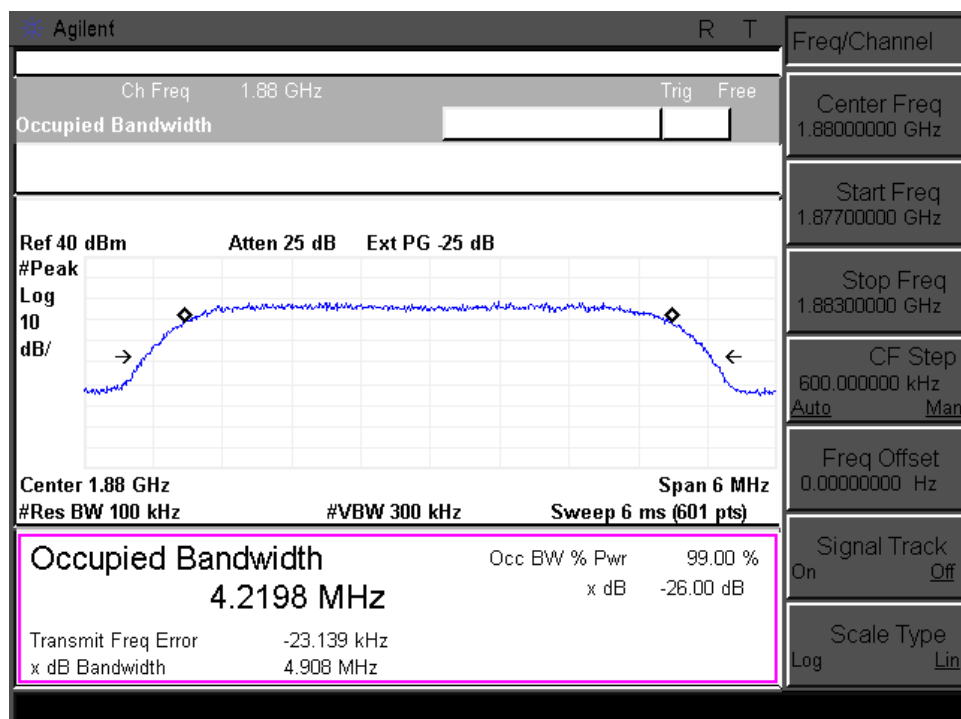 Agilent R T
Ch Freq 1.88 GHz Trig Free
Occupied Bandwidth
Ref 40 dBm Atten 25 dB Ext PG -25 dB
#Peak
Log
10
dB/
Center 1.88 GHz Span 6 MHz
#Res BW 100 kHz #VBW 300 kHz Sweep 6 ms (601 pts)
Occupied Bandwidth
4.2198 MHz
Occ BW % Pwr 99.00 %
x dB -26.00 dB
Transmit Freq Error -23.139 kHz
x dB Bandwidth 4.908 MHz
Freq/Channel
Center Freq
1.88000000 GHz
Start Freq
1.87700000 GHz
Stop Freq
1.88300000 GHz
CF Step
600.000000 kHz
Auto Man
Freq Offset
0.00000000 Hz
Signal Track
On Off
Scale Type
Log Lin